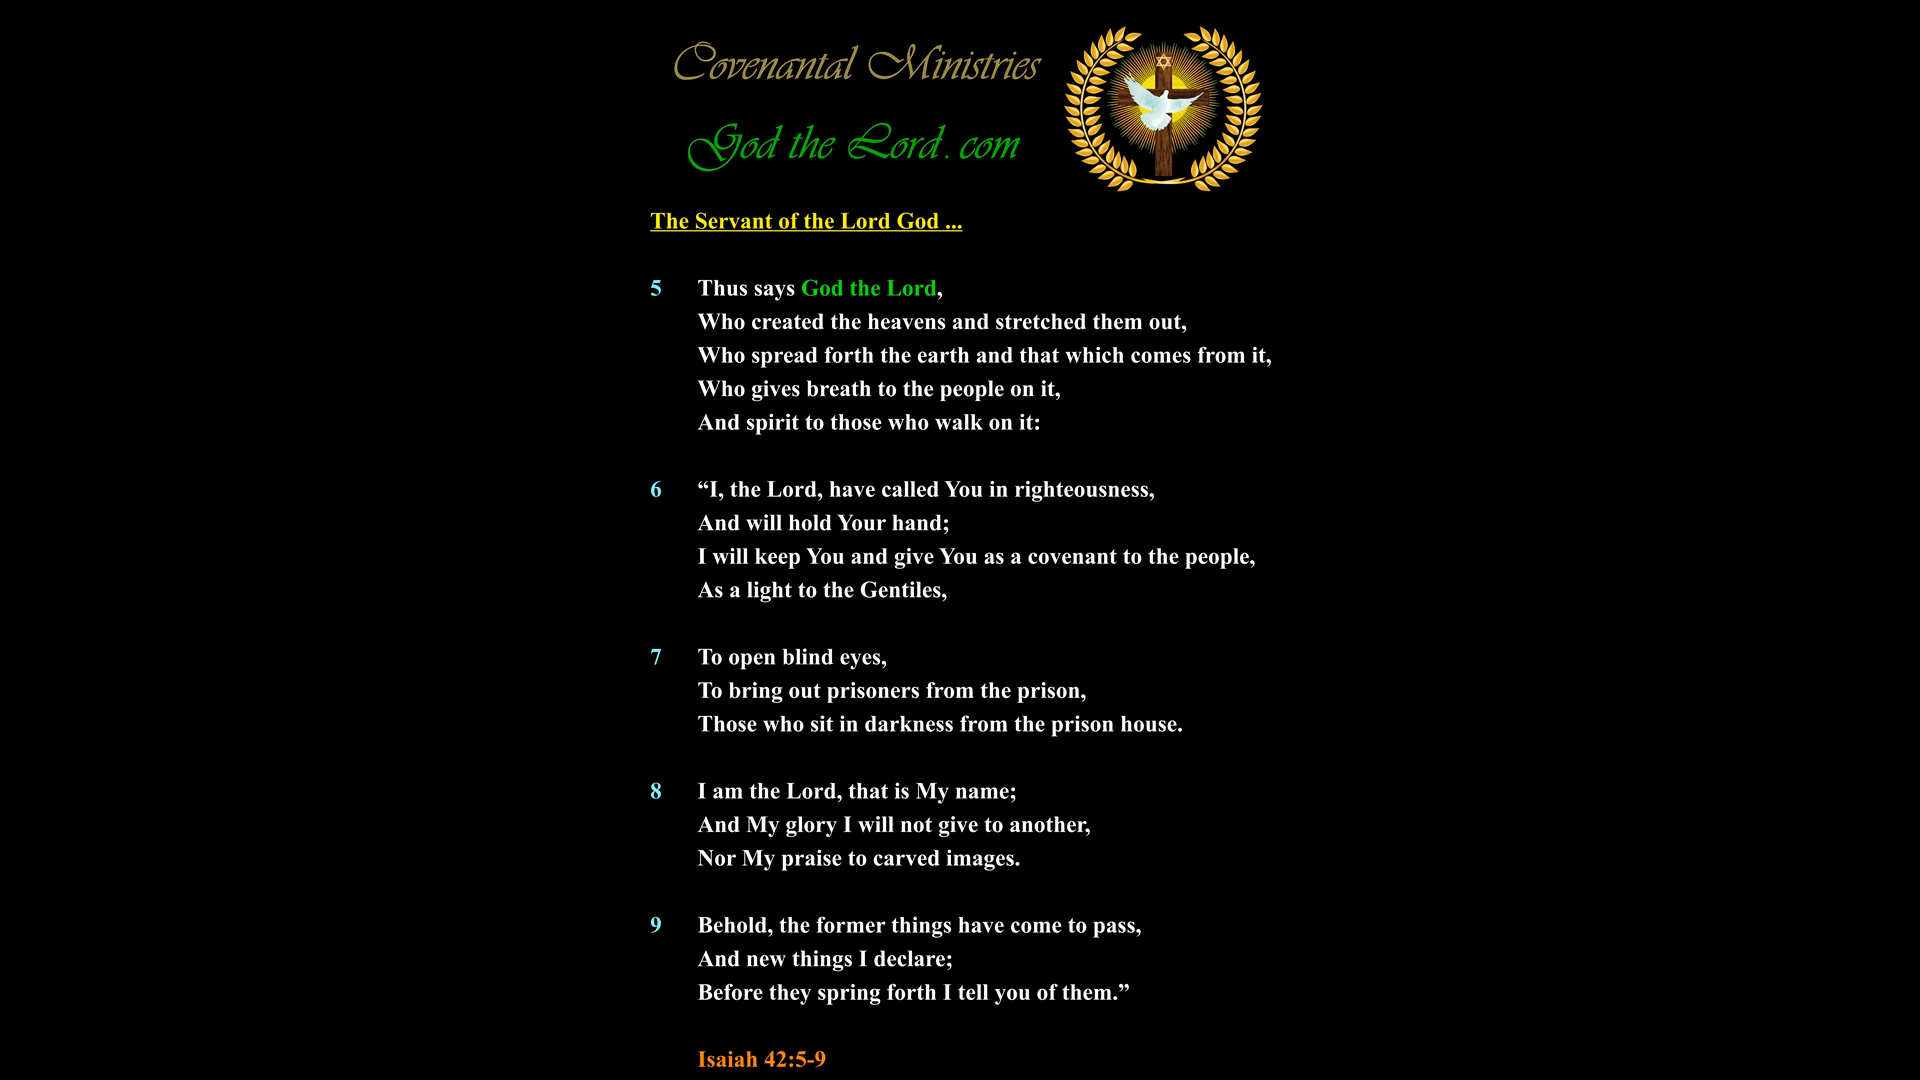 Covenantal Ministries
God the Lord . com
The Servant of the Lord God ...
5 Thus says God the Lord,
Who created the heavens and stretched them out,
Who spread forth the earth and that which comes from it,
Who gives breath to the people on it,
And spirit to those who walk on it:
6 “I, the Lord, have called You in righteousness,
And will hold Your hand;
I will keep You and give You as a covenant to the people,
As a light to the Gentiles,
7 To open blind eyes,
To bring out prisoners from the prison,
Those who sit in darkness from the prison house.
8 I am the Lord, that is My name;
And My glory I will not give to another,
Nor My praise to carved images.
9 Behold, the former things have come to pass,
And new things I declare;
Before they spring forth I tell you of them.”
Isaiah 42:5-9